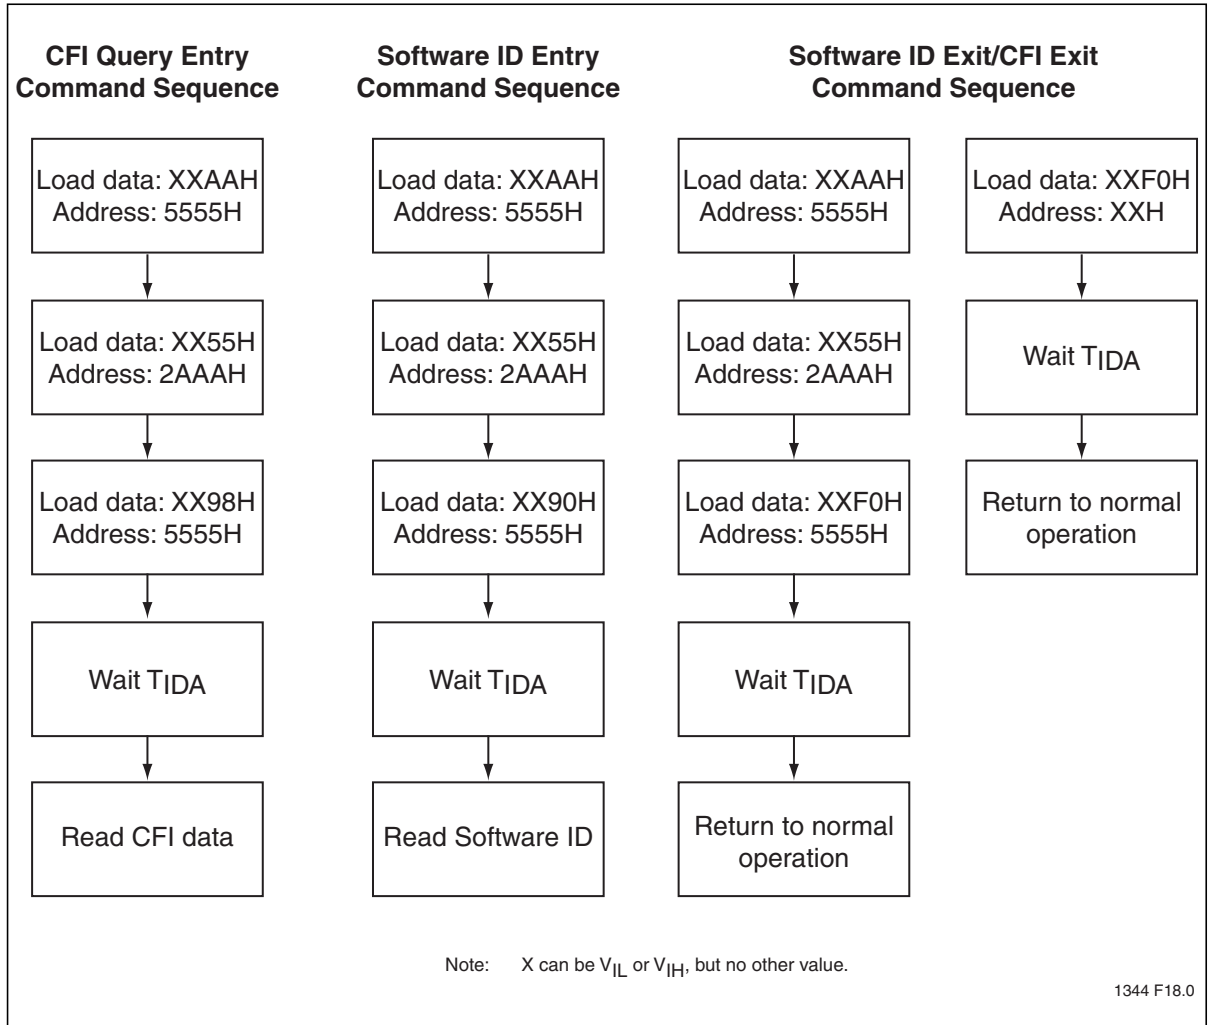 CFI Query Entry
Command Sequence
Load data: XXAAH
Address: 5555H
Load data: XX55H
Address: 2AAAH
Load data: XX98H
Address: 5555H
Wait TIDA
Read CFI data
Software ID Entry
Command Sequence
Load data: XXAAH
Address: 5555H
Load data: XX55H
Address: 2AAAH
Load data: XX90H
Address: 5555H
Wait TIDA
Read Software ID
Software ID Exit/CFI Exit
Command Sequence
Load data: XXAAH
Address: 5555H
Load data: XX55H
Address: 2AAAH
Load data: XXF0H
Address: 5555H
Wait TIDA
Return to normal
operation
Load data: XXF0H
Address: XXH
Wait TIDA
Return to normal
operation
Note: X can be VIL or VIH, but no other value.
1344 F18.0